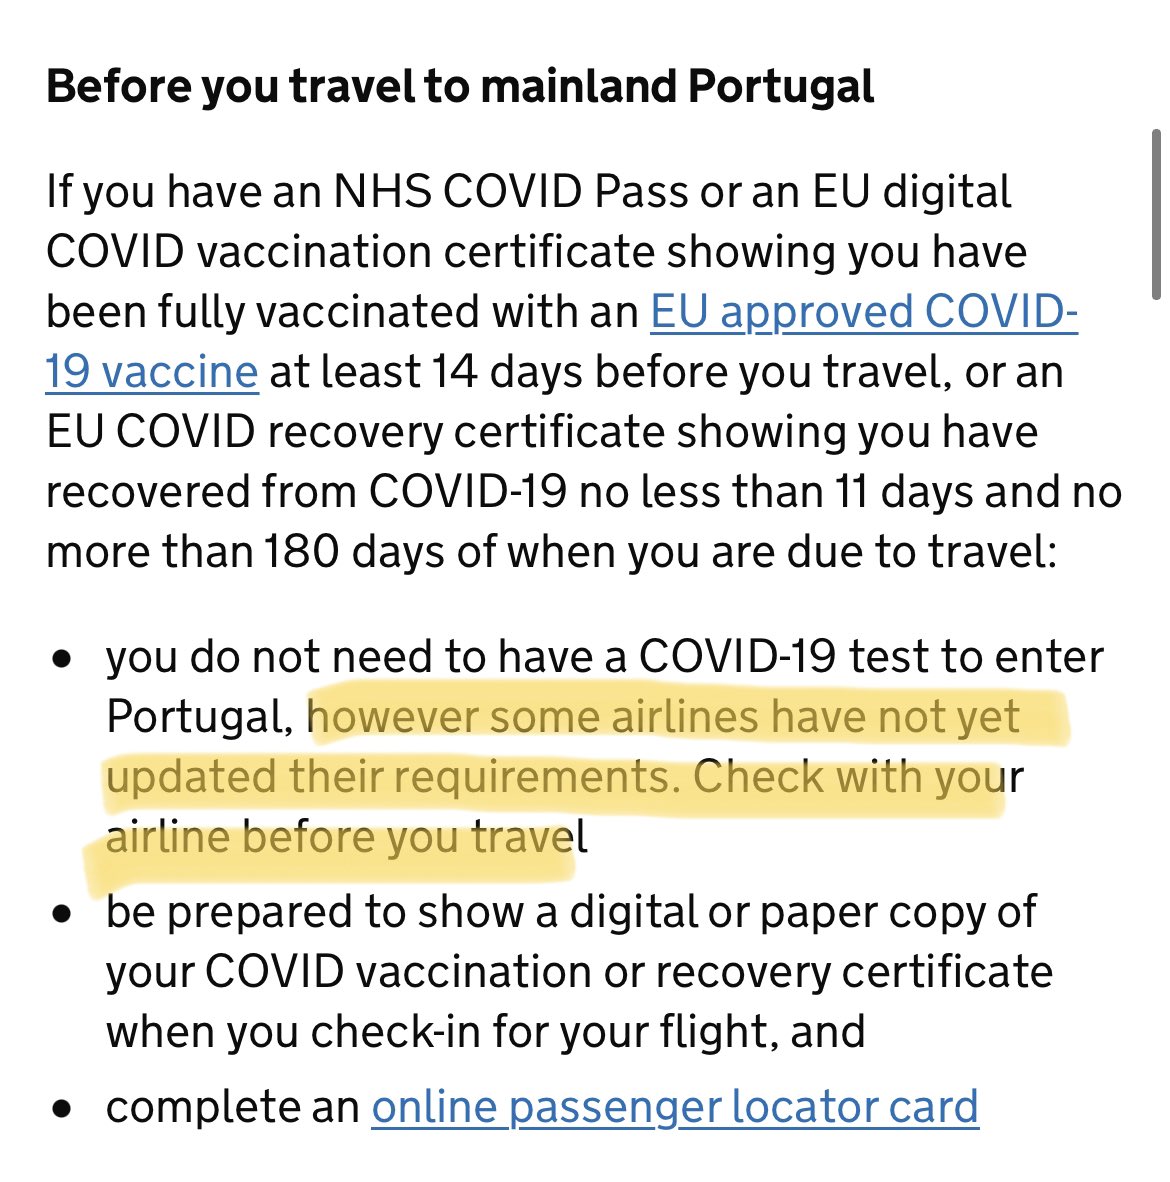 Before you travel to mainland Portugal
If you have an NHS COVID Pass or an EU digital
COVID vaccination certificate showing you have
been fully vaccinated with an EU approved COVID-
19 vaccine at least 14 days before you travel, or an
EU COVID recovery certificate showing you have
recovered from COVID-19 no less than 11 days and no
more than 180 days of when you are due to travel:
• you do not need to have a COVID-19 test to enter
Portugal, however some airlines have not yet
updated their requirements. Check with your
airline before you travel
• be prepared to show a digital or paper copy of
your COVID vaccination or recovery certificate
when you check-in for your flight, and
• complete an online passenger locator card